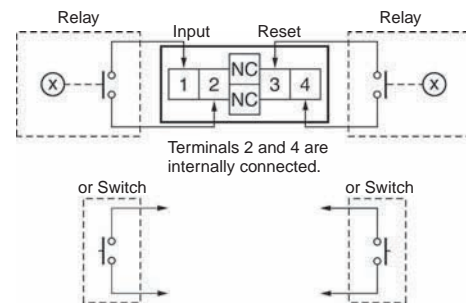 Relay
Input
Reset
Relay
X
1
2
NC
NC
3
4
X
Terminals 2 and 4 are
internally connected.
or Switch
or Switch